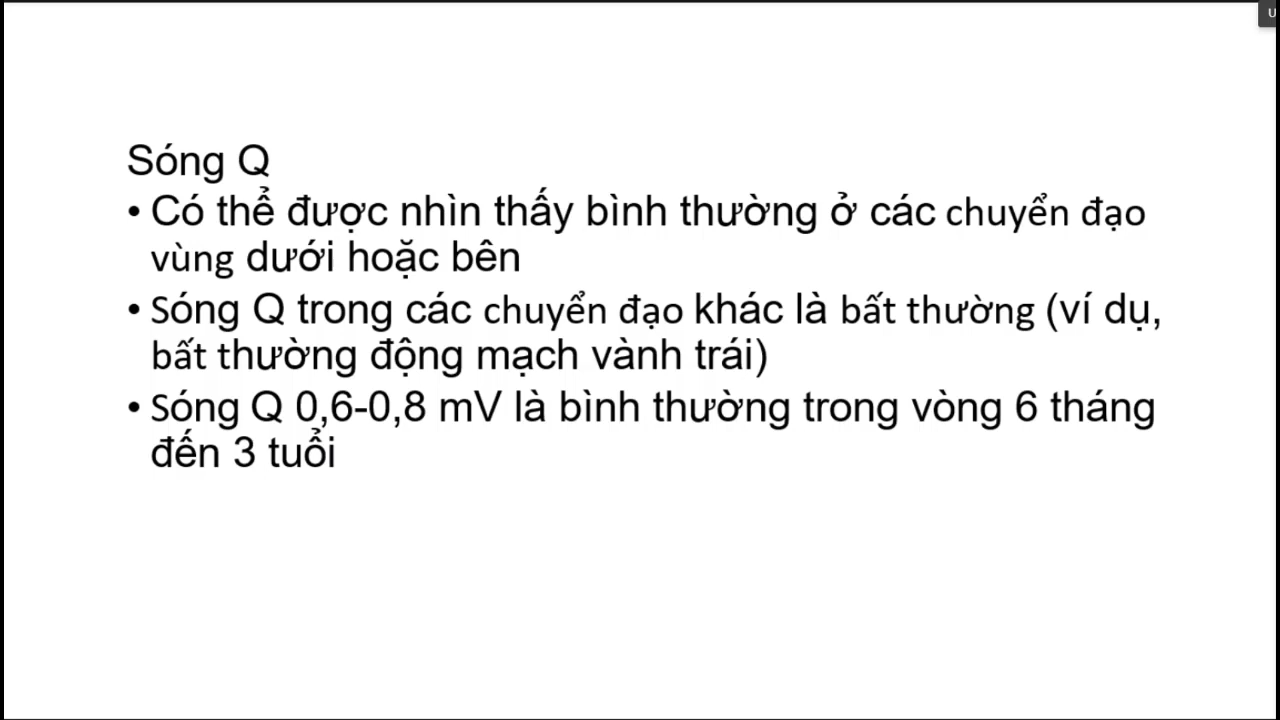 U
Sóng Q
• Có thể được nhìn thấy bình thường ở các chuyển đạo
vùng dưới hoặc bên
• Sóng Q trong các chuyển đạo khác là bất thường (ví dụ,
bất thường động mạch vành trái)
• Sóng Q 0,6-0,8 mV là bình thường trong vòng 6 tháng
đến 3 tuổi